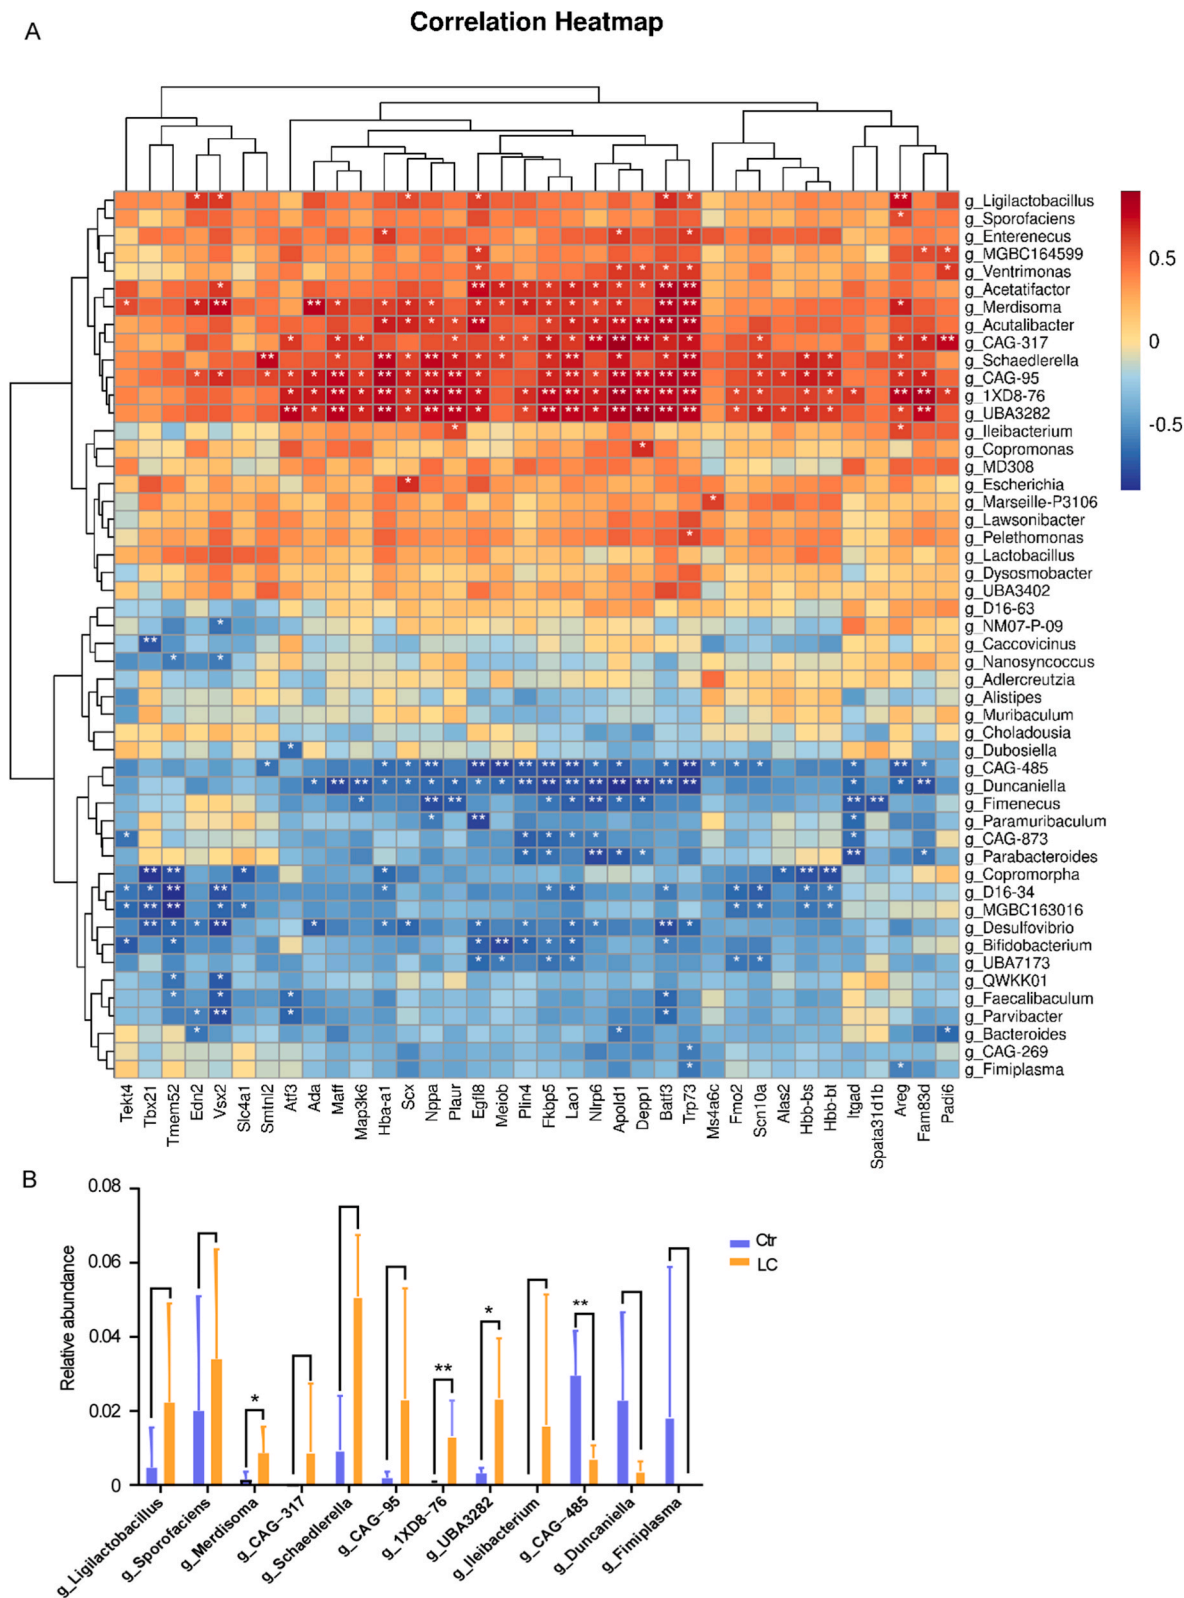 A
Correlation Heatmap
g_Ligilactobacillus
g_Sporofaciens
g_Enterenecus
g_MGBC164599
g_Ventrimonas
g_Acetatifactor
g_Merdisoma
g_Acutalibacter
g_CAG-317
g_Schaedlerella
g_CAG-95
g_1XD8-76
g_UBA3282
g_Ileibacterium
g_Copromonas
g_MD308
g_Escherichia
g_Marseille-P3106
g_Lawsonibacter
g_Pelethomonas
g_Lactobacillus
g_Dysosmobacter
g_UBA3402
g_D16-63
g_NM07-P-09
g_Caccovicinus
g_Nanosyncoccus
g_Adlercreutzia
g_Alistipes
g_Muribaculum
g_Choladousia
g_Dubosiella
g_CAG-485
g_Duncaniella
g_Fimenecus
g_Paramuribaculum
g_CAG-873
g_Parabacteroides
g_Copromorpha
g_D16-34
g_MGBC163016
g_Desulfovibrio
g_Bifidobacterium
g_UBA7173
g_QWKK01
g_Faecalibaculum
g_Parvibacter
g_Bacteroides
g_CAG-269
g_Fimiplasma
0.5
0
-0.5
Tekt4
Tbx21
Tmem52
Edn2
Vsx2
Slc4a1
Smtnl2
Atf3
Ada
Maff
Map3k6
Hba-a1
Scx
Nppa
Plaur
Egfl8
Meiob
Plin4
Fkbp5
Lao1
Nlrp6
Apold1
Depp1
Batf3
Trp73
Ms4a6c
Fmo2
Scn10a
Alas2
Hbb-bs
Hbb-bt
Itgad
Spata31d1b
Areg
Fam83d
Padi6
B
Relative abundance
0.08
0.06
0.04
0.02
0
*
**
*
**
Ctr
LC
g_Ligilactobacillus
g_Sporofaciens
g_Merdisoma
g_CAG-317
g_Schaedlerella
g_CAG-95
g_1XD8-76
g_UBA3282
g_Ileibacterium
g_CAG-485
g_Duncaniella
g_Fimiplasma